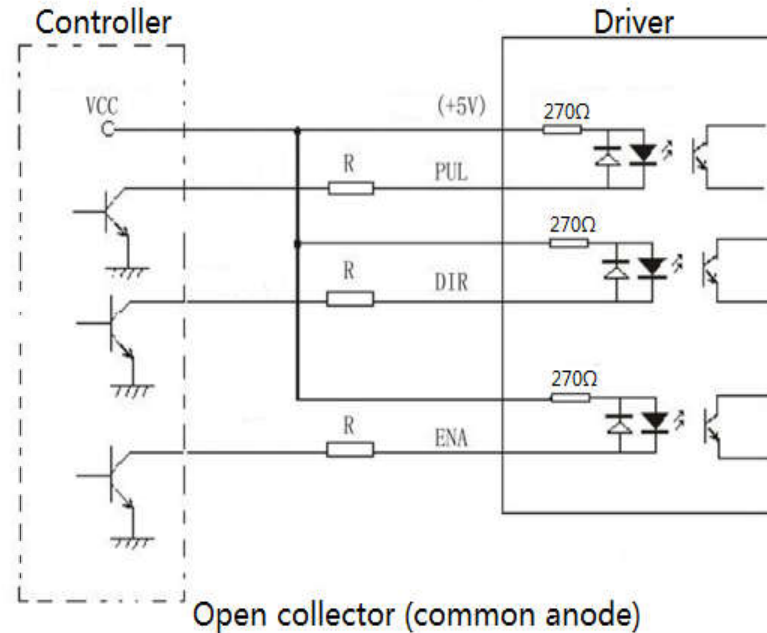 Controller
Driver
VCC
(+5V)
270Ω
R
PUL
270Ω
R
DIR
270Ω
R
ENA
Open collector (common anode)